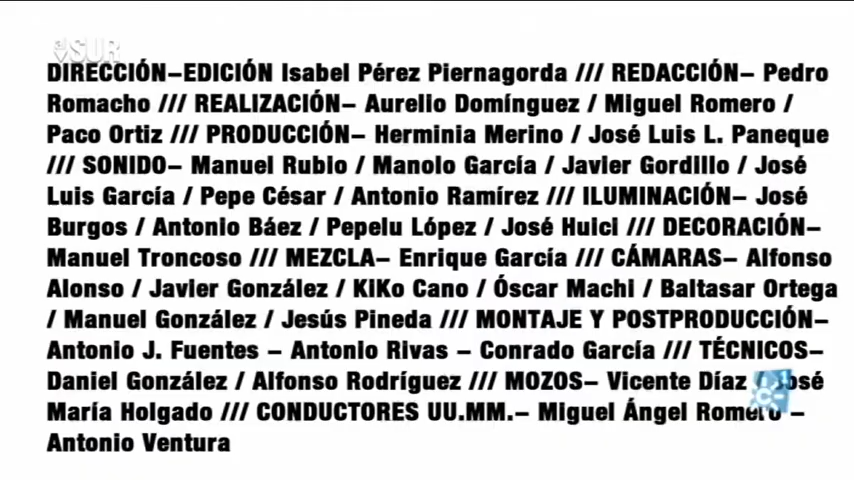 al SUR
DIRECCIÓN–EDICIÓN Isabel Pérez Piernagorda /// REDACCIÓN– Pedro
Romacho /// REALIZACIÓN– Aurelio Domínguez / Miguel Romero /
Paco Ortiz /// PRODUCCIÓN– Herminia Merino / José Luis L. Paneque
/// SONIDO– Manuel Rubio / Manolo García / Javier Gordillo / José
Luis García / Pepe César / Antonio Ramírez /// ILUMINACIÓN– José
Burgos / Antonio Báez / Pepelu López / José Huici /// DECORACIÓN–
Manuel Troncoso /// MEZCLA– Enrique García /// CÁMARAS– Alfonso
Alonso / Javier González / KiKo Cano / Óscar Machi / Baltasar Ortega
/ Manuel González / Jesús Pineda /// MONTAJE Y POSTPRODUCCIÓN–
Antonio J. Fuentes – Antonio Rivas – Conrado García /// TÉCNICOS–
Daniel González / Alfonso Rodríguez /// MOZOS– Vicente Díaz / José
María Holgado /// CONDUCTORES UU.MM.– Miguel Ángel Romero –
Antonio Ventura